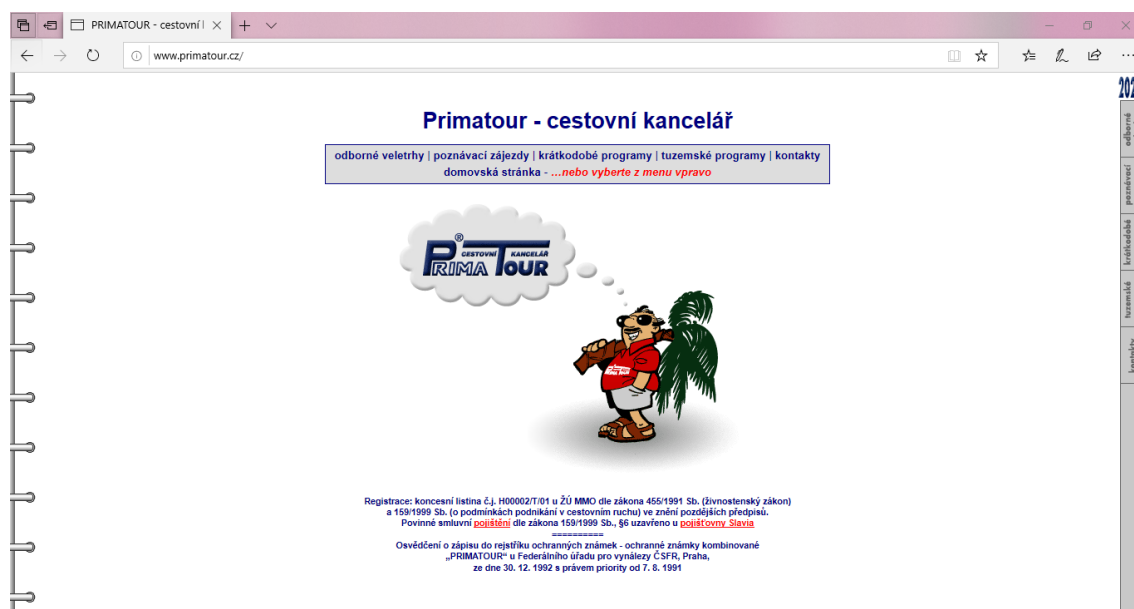 PRIMATOUR - cestovní l
www.primatour.cz/
202
Primatour - cestovní kancelář
odborné veletrhy | poznávací zájezdy | krátkodobé programy | tuzemské programy | kontakty
domovská stránka - ...nebo vyberte z menu vpravo
odborné
poznávací
krátkodobé
tuzemské
kontakty
® CESTOVNÍ KANCELÁŘ
PRIMA TOUR
PRIMA TOUR
Registrace: koncesní listina č.j. H00002/T/01 u ŽÚ MMO dle zákona 455/1991 Sb. (živnostenský zákon)
a 159/1999 Sb. (o podmínkách podnikání v cestovním ruchu) ve znění pozdějších předpisů.
Povinné smluvní pojištění dle zákona 159/1999 Sb., §6 uzavřeno u pojišťovny Slavia
==========
Osvědčení o zápisu do rejstříku ochranných známek - ochranné známky kombinované
„PRIMATOUR“ u Federálního úřadu pro vynálezy ČSFR, Praha,
ze dne 30. 12. 1992 s právem priority od 7. 8. 1991